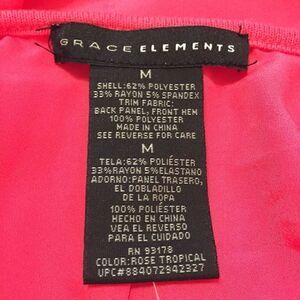 GRACE ELEMENTS
M
SHELL:62% POLYESTER
33% RAYON 5% SPANDEX
TRIM FABRIC:
BACK PANEL, FRONT HEM
100% POLYESTER
MADE IN CHINA
SEE REVERSE FOR CARE
M
TELA:62% POLIÉSTER
33%RAYÓN 5%ELASTANO
ADORNO:PANEL TRASERO,
EL DOBLADILLO
DE LA ROPA
100% POLIÉSTER
HECHO EN CHINA
VEA EL REVERSO
PARA EL CUIDADO
RN 93178
COLOR:ROSE TROPICAL
UPC#884072942327